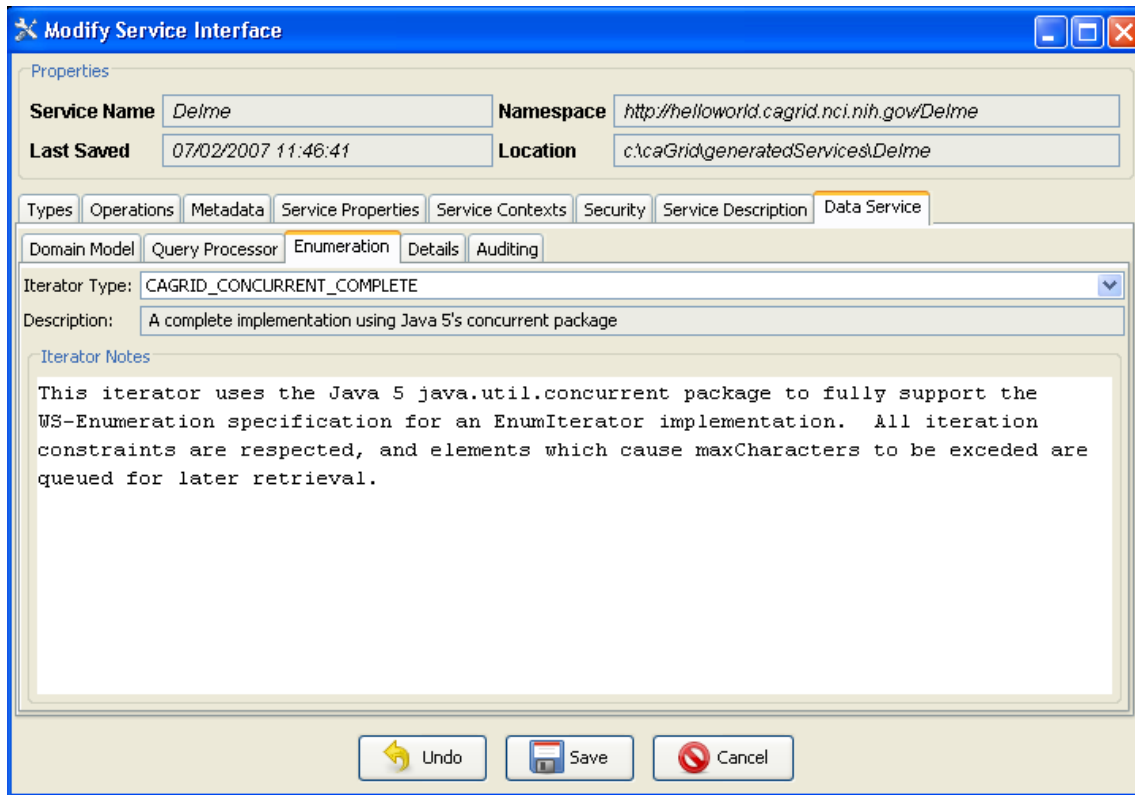 Modify Service Interface
Properties
Service Name Delme Namespace http://helloworld.cagrid.nci.nih.gov/Delme
Last Saved 07/02/2007 11:46:41 Location c:\caGrid\generatedServices\Delme
Types Operations Metadata Service Properties Service Contexts Security Service Description Data Service
Domain Model Query Processor Enumeration Details Auditing
Iterator Type: CAGRID_CONCURRENT_COMPLETE
Description: A complete implementation using Java 5's concurrent package
Iterator Notes
This iterator uses the Java 5 java.util.concurrent package to fully support the
WS-Enumeration specification for an EnumIterator implementation.  All iteration
constraints are respected, and elements which cause maxCharacters to be exceded are
queued for later retrieval.
Undo Save Cancel